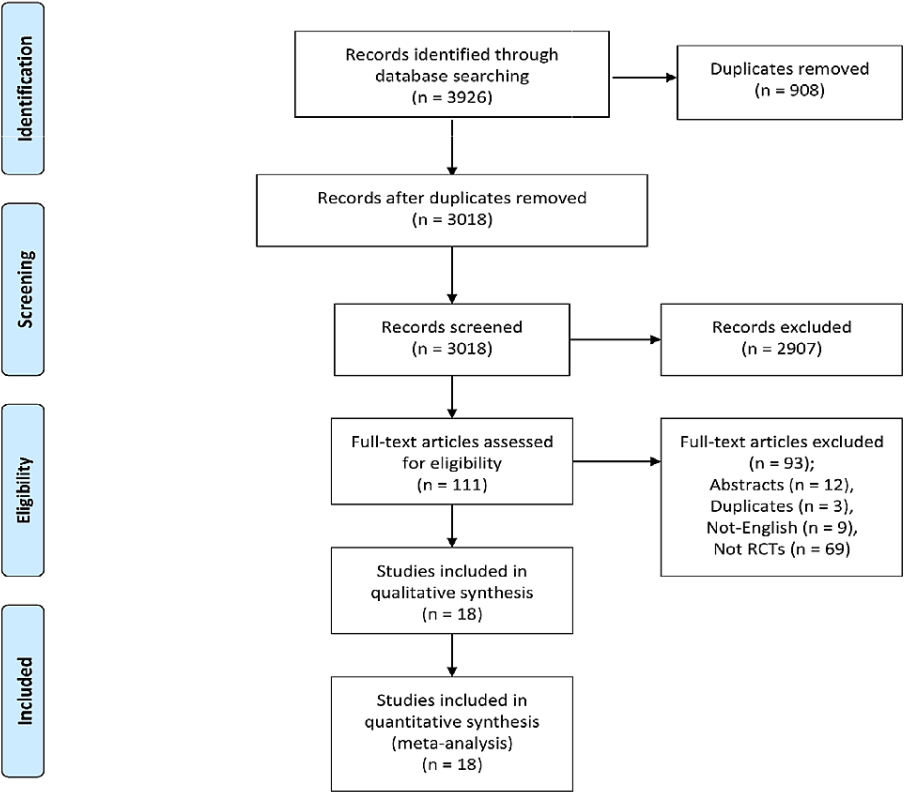 Identification
Records identified through
database searching
(n = 3926)
Duplicates removed
(n = 908)
Records after duplicates removed
(n = 3018)
Screening
Records screened
(n = 3018)
Records excluded
(n = 2907)
Eligibility
Full-text articles assessed
for eligibility
(n = 111)
Full-text articles excluded
(n = 93);
Abstracts (n = 12),
Duplicates (n = 3),
Not-English (n = 9),
Not RCTs (n = 69)
Studies included in
qualitative synthesis
(n = 18)
Included
Studies included in
quantitative synthesis
(meta-analysis)
(n = 18)